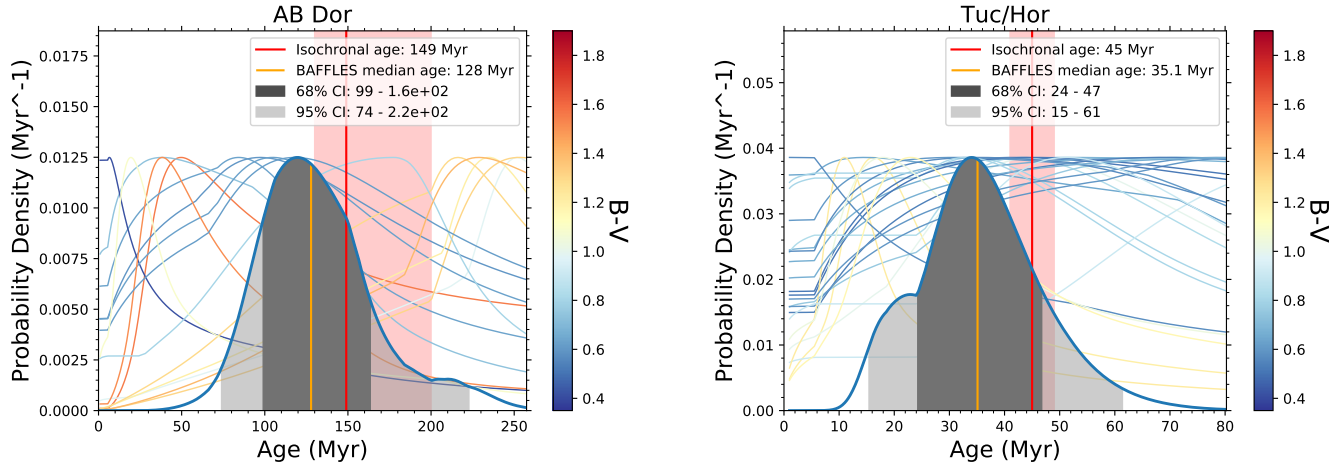 AB Dor
Probability Density (Myr^-1)
0.0175
0.0150
0.0125
0.0100
0.0075
0.0050
0.0025
0.0000
Isochronal age: 149 Myr
BAFFLES median age: 128 Myr
68% CI: 99 - 1.6e+02
95% CI: 74 - 2.2e+02
0
50
100
150
200
250
Age (Myr)
1.8
1.6
1.4
1.2
1.0
0.8
0.6
0.4
B-V
Tuc/Hor
Probability Density (Myr^-1)
0.05
0.04
0.03
0.02
0.01
0.00
Isochronal age: 45 Myr
BAFFLES median age: 35.1 Myr
68% CI: 24 - 47
95% CI: 15 - 61
0
10
20
30
40
50
60
70
80
Age (Myr)
1.8
1.6
1.4
1.2
1.0
0.8
0.6
0.4
B-V